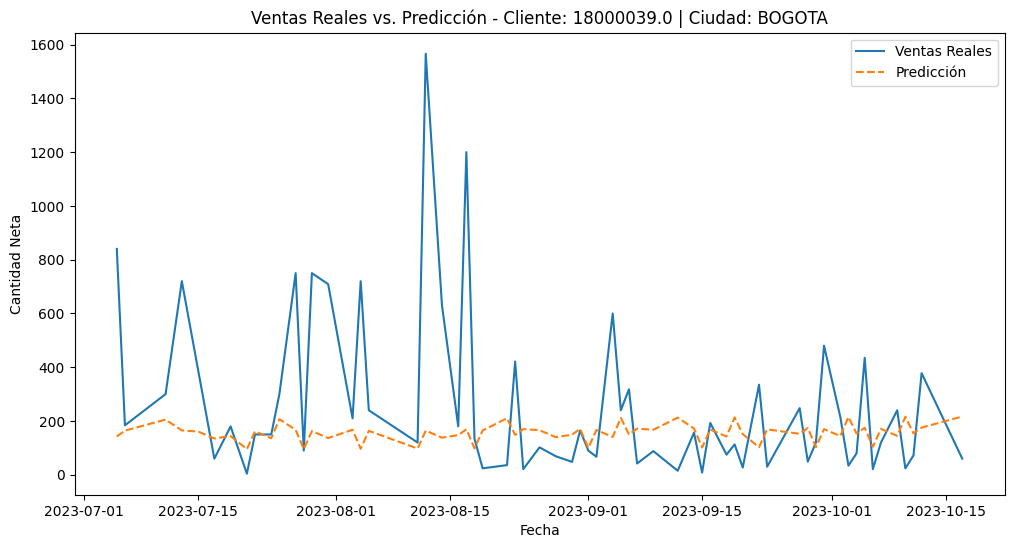 Ventas Reales vs. Predicción - Cliente: 18000039.0 | Ciudad: BOGOTA
Ventas Reales
Predicción
1600
1400
1200
1000
800
600
400
200
0
Cantidad Neta
2023-07-01 2023-07-15 2023-08-01 2023-08-15 2023-09-01 2023-09-15 2023-10-01 2023-10-15
Fecha